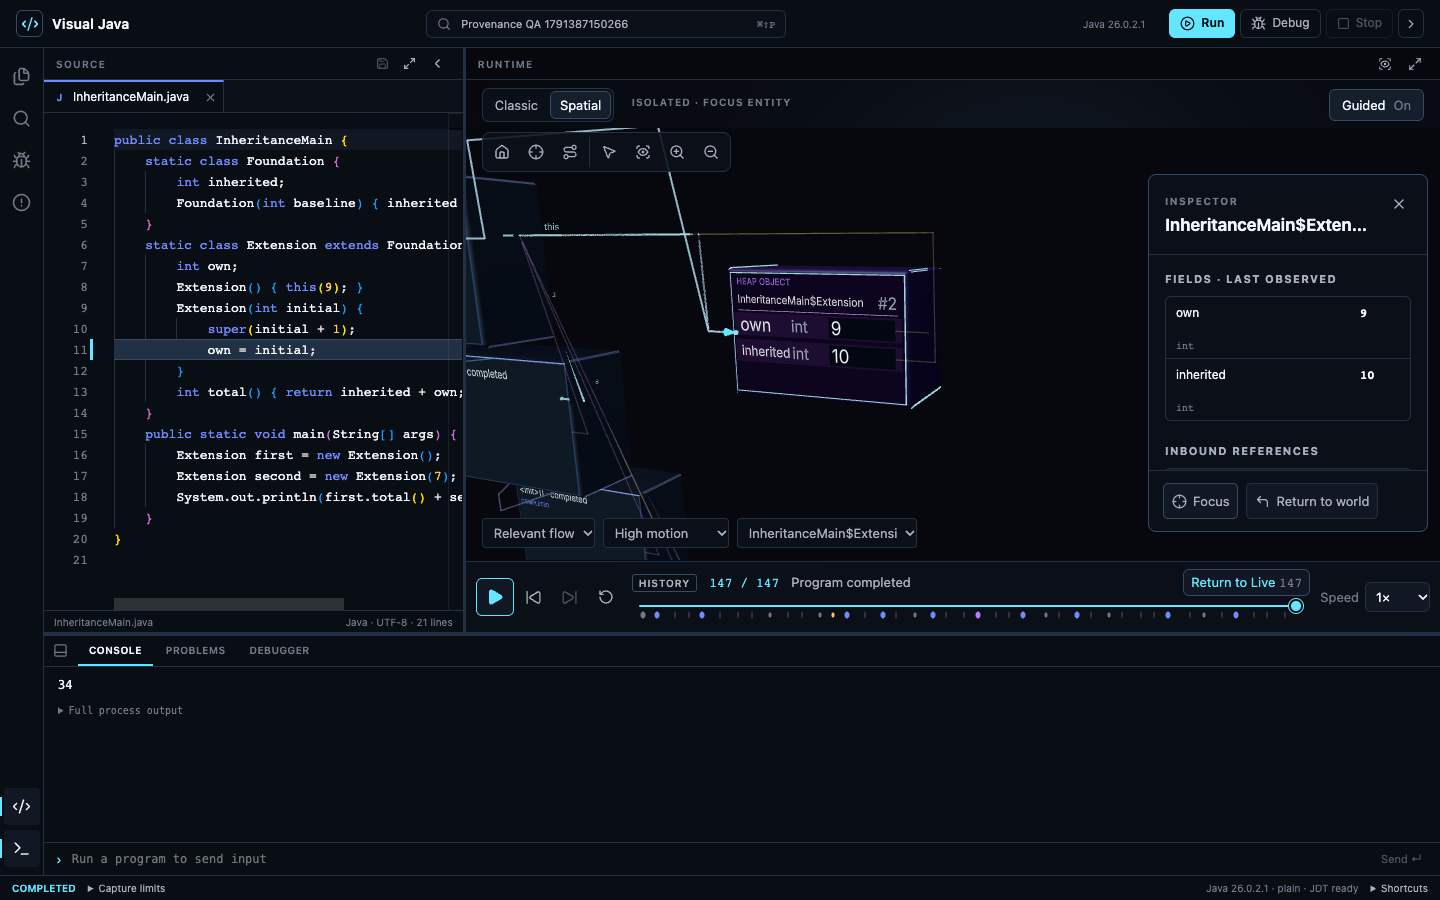 Visual Java
Provenance QA 1791387150266
⌘⇧P
Java 26.0.2.1
Run
Debug
Stop
SOURCE
RUNTIME
J InheritanceMain.java
Classic
Spatial
ISOLATED · FOCUS ENTITY
Guided On
1 public class InheritanceMain {
2 static class Foundation {
3 int inherited;
4 Foundation(int baseline) { inherited
5 }
6 static class Extension extends Foundation
7 int own;
8 Extension() { this(9); }
9 Extension(int initial) {
10 super(initial + 1);
11 own = initial;
12 }
13 int total() { return inherited + own;
14 }
15 public static void main(String[] args) {
16 Extension first = new Extension();
17 Extension second = new Extension(7);
18 System.out.println(first.total() + se
19 }
20 }
21
InheritanceMain.java
Java · UTF-8 · 21 lines
this
HEAP OBJECT
InheritanceMain$Extension #2
own int 9
inherited int 10
completed
<init>() · completed
COMPLETED
INSPECTOR
InheritanceMain$Exten...
FIELDS · LAST OBSERVED
own 9
int
inherited 10
int
INBOUND REFERENCES
Focus
Return to world
Relevant flow
High motion
InheritanceMain$Extensi
HISTORY
147 / 147
Program completed
Return to Live 147
Speed
1×
CONSOLE
PROBLEMS
DEBUGGER
34
Full process output
› Run a program to send input
Send ↵
COMPLETED
Capture limits
Java 26.0.2.1 · plain · JDT ready
Shortcuts